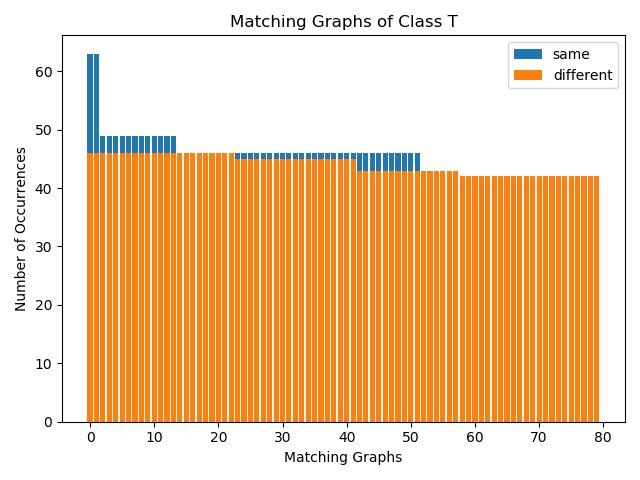 Matching Graphs of Class T
same
different
Number of Occurrences
60
50
40
30
20
10
0
0 10 20 30 40 50 60 70 80
Matching Graphs